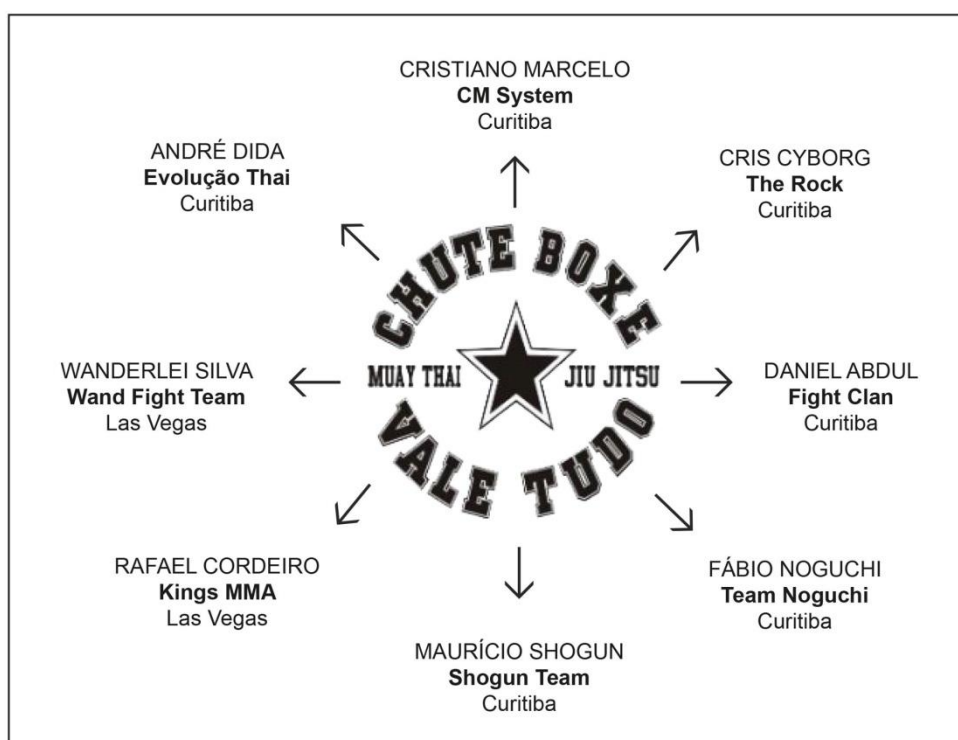 CRISTIANO MARCELO
CM System
Curitiba
ANDRÉ DIDA
Evolução Thai
Curitiba
CRIS CYBORG
The Rock
Curitiba
CHUTE BOXE
MUAY THAI JIU JITSU
VALE TUDO
WANDERLEI SILVA
Wand Fight Team
Las Vegas
DANIEL ABDUL
Fight Clan
Curitiba
RAFAEL CORDEIRO
Kings MMA
Las Vegas
FÁBIO NOGUCHI
Team Noguchi
Curitiba
MAURÍCIO SHOGUN
Shogun Team
Curitiba